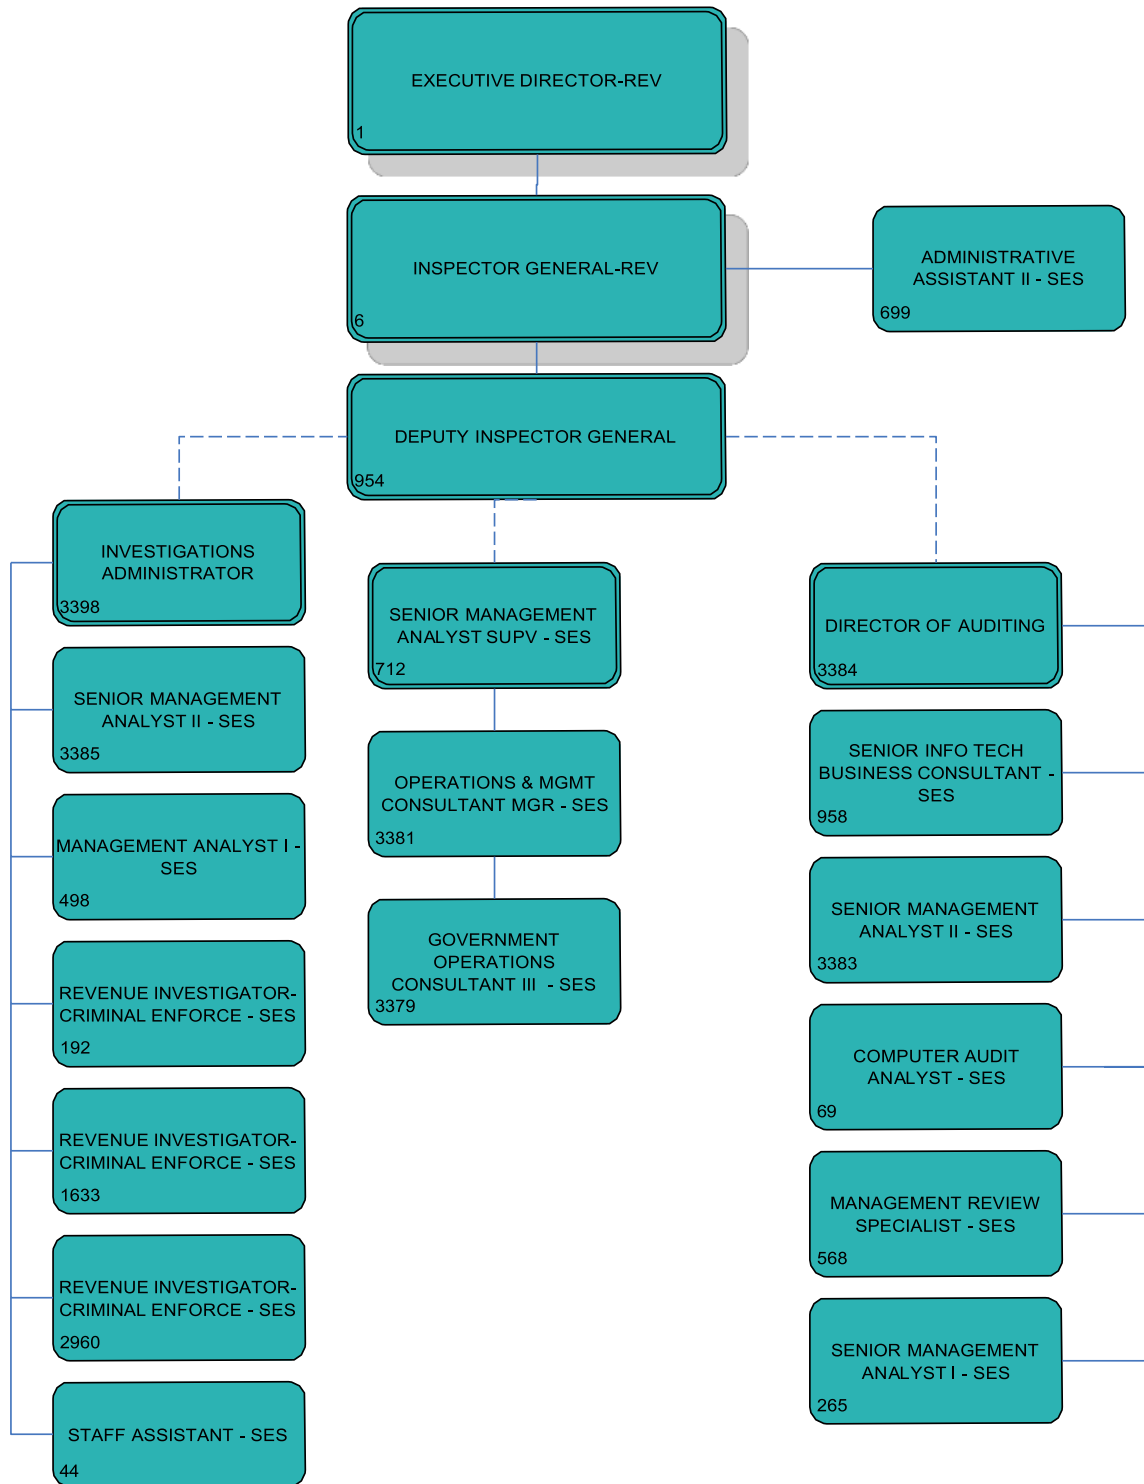 EXECUTIVE DIRECTOR-REV
1
INSPECTOR GENERAL-REV
6
ADMINISTRATIVE
ASSISTANT II - SES
699
DEPUTY INSPECTOR GENERAL
954
INVESTIGATIONS
ADMINISTRATOR
3398
SENIOR MANAGEMENT
ANALYST II - SES
3385
MANAGEMENT ANALYST I -
SES
498
REVENUE INVESTIGATOR-
CRIMINAL ENFORCE - SES
192
REVENUE INVESTIGATOR-
CRIMINAL ENFORCE - SES
1633
REVENUE INVESTIGATOR-
CRIMINAL ENFORCE - SES
2960
STAFF ASSISTANT - SES
44
SENIOR MANAGEMENT
ANALYST SUPV - SES
712
OPERATIONS & MGMT
CONSULTANT MGR - SES
3381
GOVERNMENT
OPERATIONS
CONSULTANT III - SES
3379
DIRECTOR OF AUDITING
3384
SENIOR INFO TECH
BUSINESS CONSULTANT -
SES
958
SENIOR MANAGEMENT
ANALYST II - SES
3383
COMPUTER AUDIT
ANALYST - SES
69
MANAGEMENT REVIEW
SPECIALIST - SES
568
SENIOR MANAGEMENT
ANALYST I - SES
265